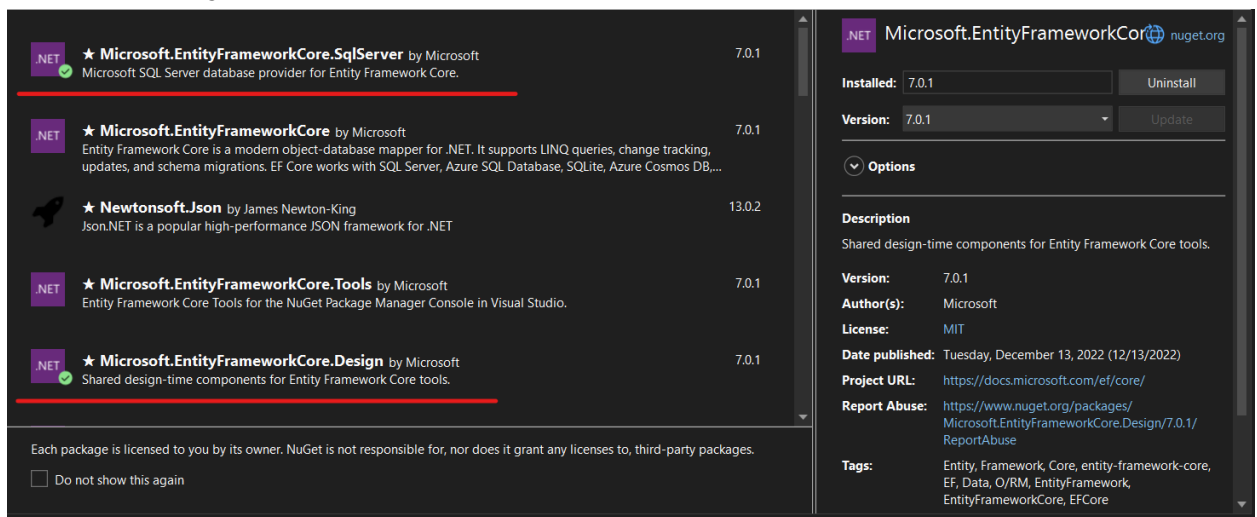 .NET
★ Microsoft.EntityFrameworkCore.SqlServer by Microsoft
7.0.1
Microsoft SQL Server database provider for Entity Framework Core.
.NET
★ Microsoft.EntityFrameworkCore by Microsoft
7.0.1
Entity Framework Core is a modern object-database mapper for .NET. It supports LINQ queries, change tracking,
updates, and schema migrations. EF Core works with SQL Server, Azure SQL Database, SQLite, Azure Cosmos DB,...
★ Newtonsoft.Json by James Newton-King
13.0.2
Json.NET is a popular high-performance JSON framework for .NET
.NET
★ Microsoft.EntityFrameworkCore.Tools by Microsoft
7.0.1
Entity Framework Core Tools for the NuGet Package Manager Console in Visual Studio.
.NET
★ Microsoft.EntityFrameworkCore.Design by Microsoft
7.0.1
Shared design-time components for Entity Framework Core tools.
Each package is licensed to you by its owner. NuGet is not responsible for, nor does it grant any licenses to, third-party packages.
Do not show this again
.NET
Microsoft.EntityFrameworkCor
nuget.org
Installed: 7.0.1 Uninstall
Version: 7.0.1 Update
Options
Description
Shared design-time components for Entity Framework Core tools.
Version: 7.0.1
Author(s): Microsoft
License: MIT
Date published: Tuesday, December 13, 2022 (12/13/2022)
Project URL: https://docs.microsoft.com/ef/core/
Report Abuse: https://www.nuget.org/packages/
Microsoft.EntityFrameworkCore.Design/7.0.1/
ReportAbuse
Tags: Entity, Framework, Core, entity-framework-core,
EF, Data, O/RM, EntityFramework,
EntityFrameworkCore, EFCore